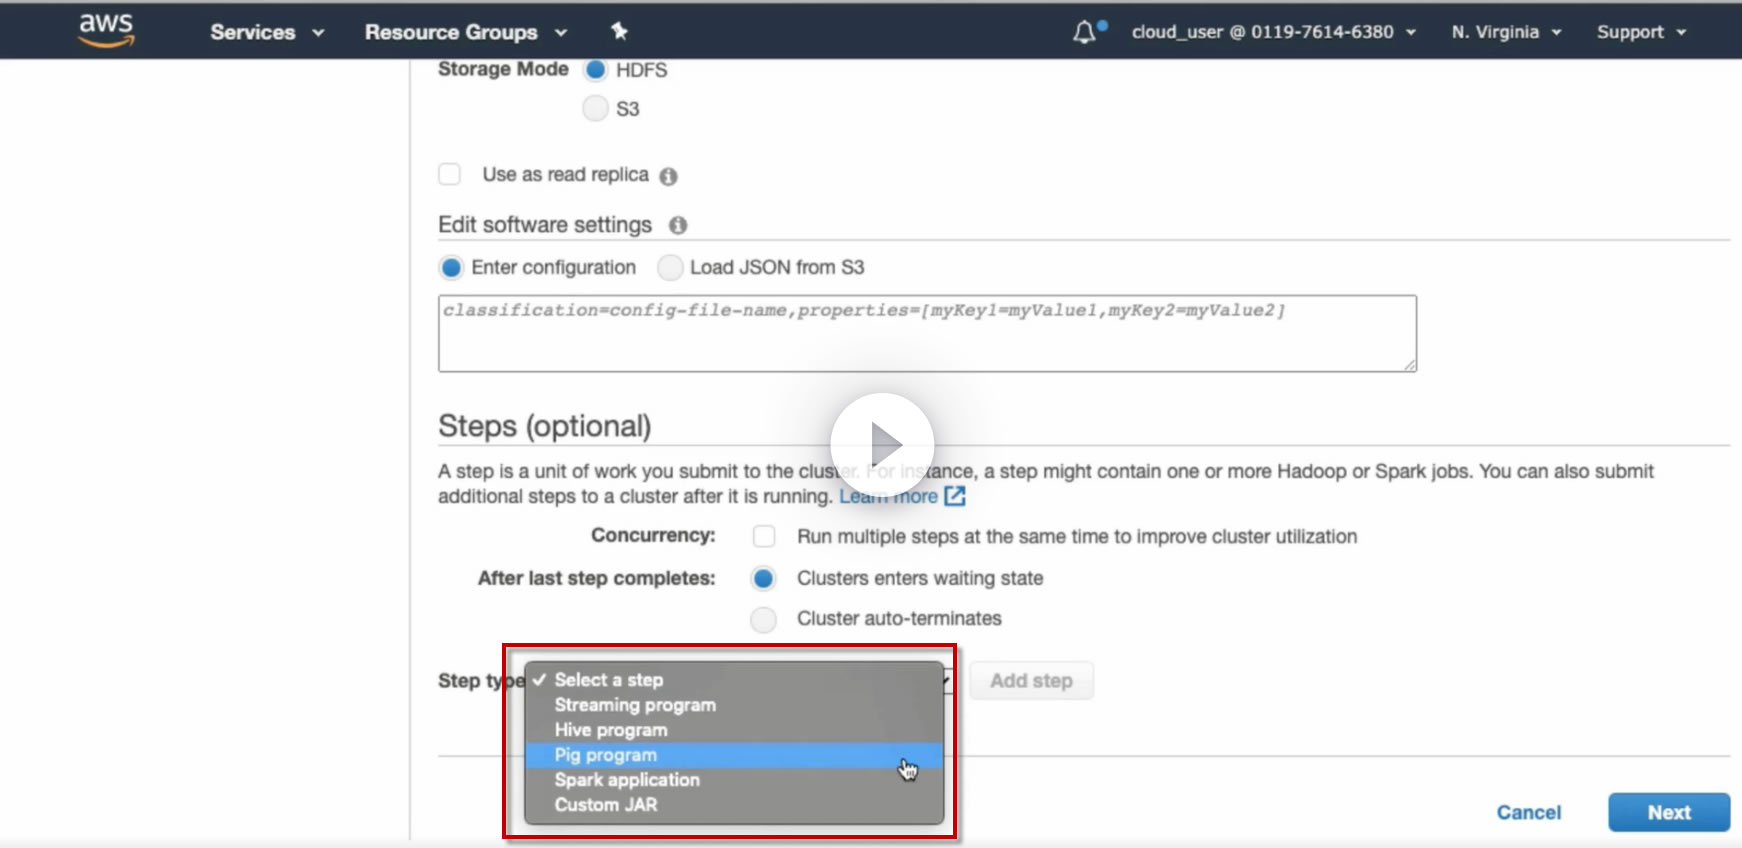 aws Services Resource Groups cloud_user @ 0119-7614-6380 N. Virginia Support
Storage Mode HDFS
S3
Use as read replica
Edit software settings
Enter configuration Load JSON from S3
classification=config-file-name,properties=[myKey1=myValue1,myKey2=myValue2]
Steps (optional)
A step is a unit of work you submit to the cluster. For instance, a step might contain one or more Hadoop or Spark jobs. You can also submit
additional steps to a cluster after it is running. Learn more
Concurrency: Run multiple steps at the same time to improve cluster utilization
After last step completes: Clusters enters waiting state
Cluster auto-terminates
Step type Select a step Add step
Streaming program
Hive program
Pig program
Spark application
Custom JAR
Cancel Next